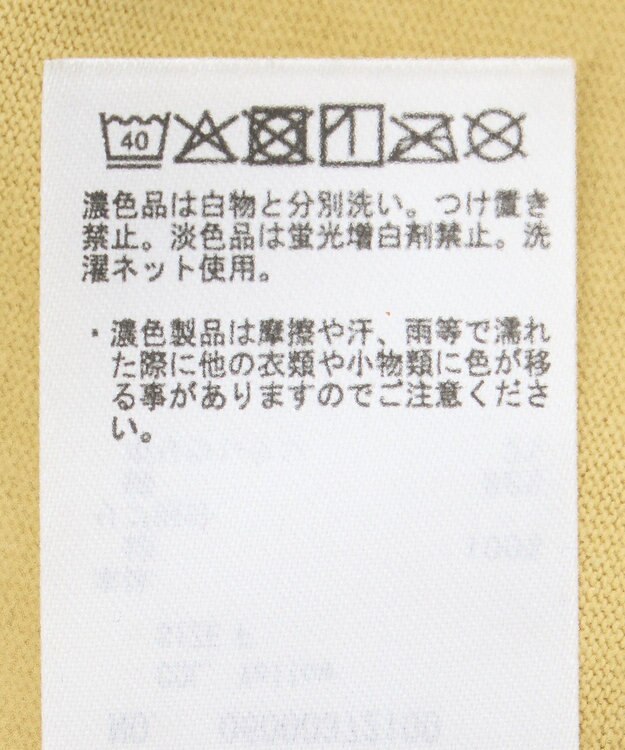 40
濃色品は白物と分別洗い。つけ置き
禁止。淡色品は蛍光増白剤禁止。洗
濯ネット使用。
・濃色製品は摩擦や汗、雨等で濡れ
た際に他の衣類や小物類に色が移
る事がありますのでご注意くださ
い。